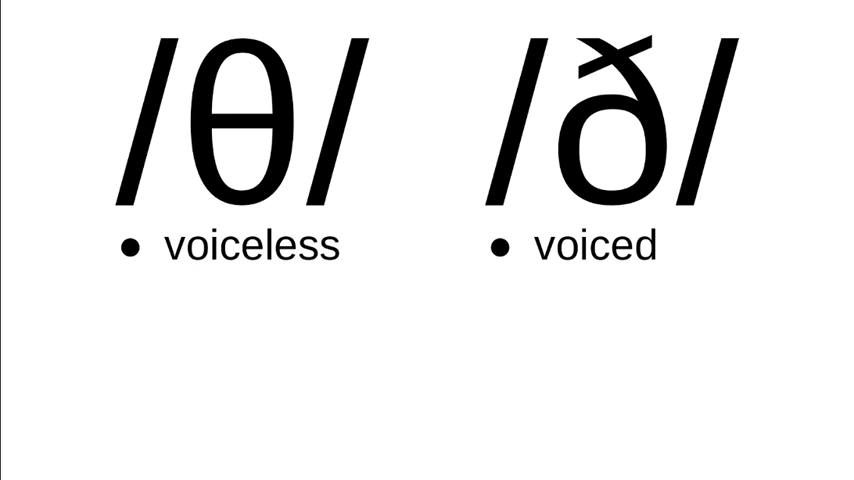 /θ/ /ð/
• voiceless • voiced